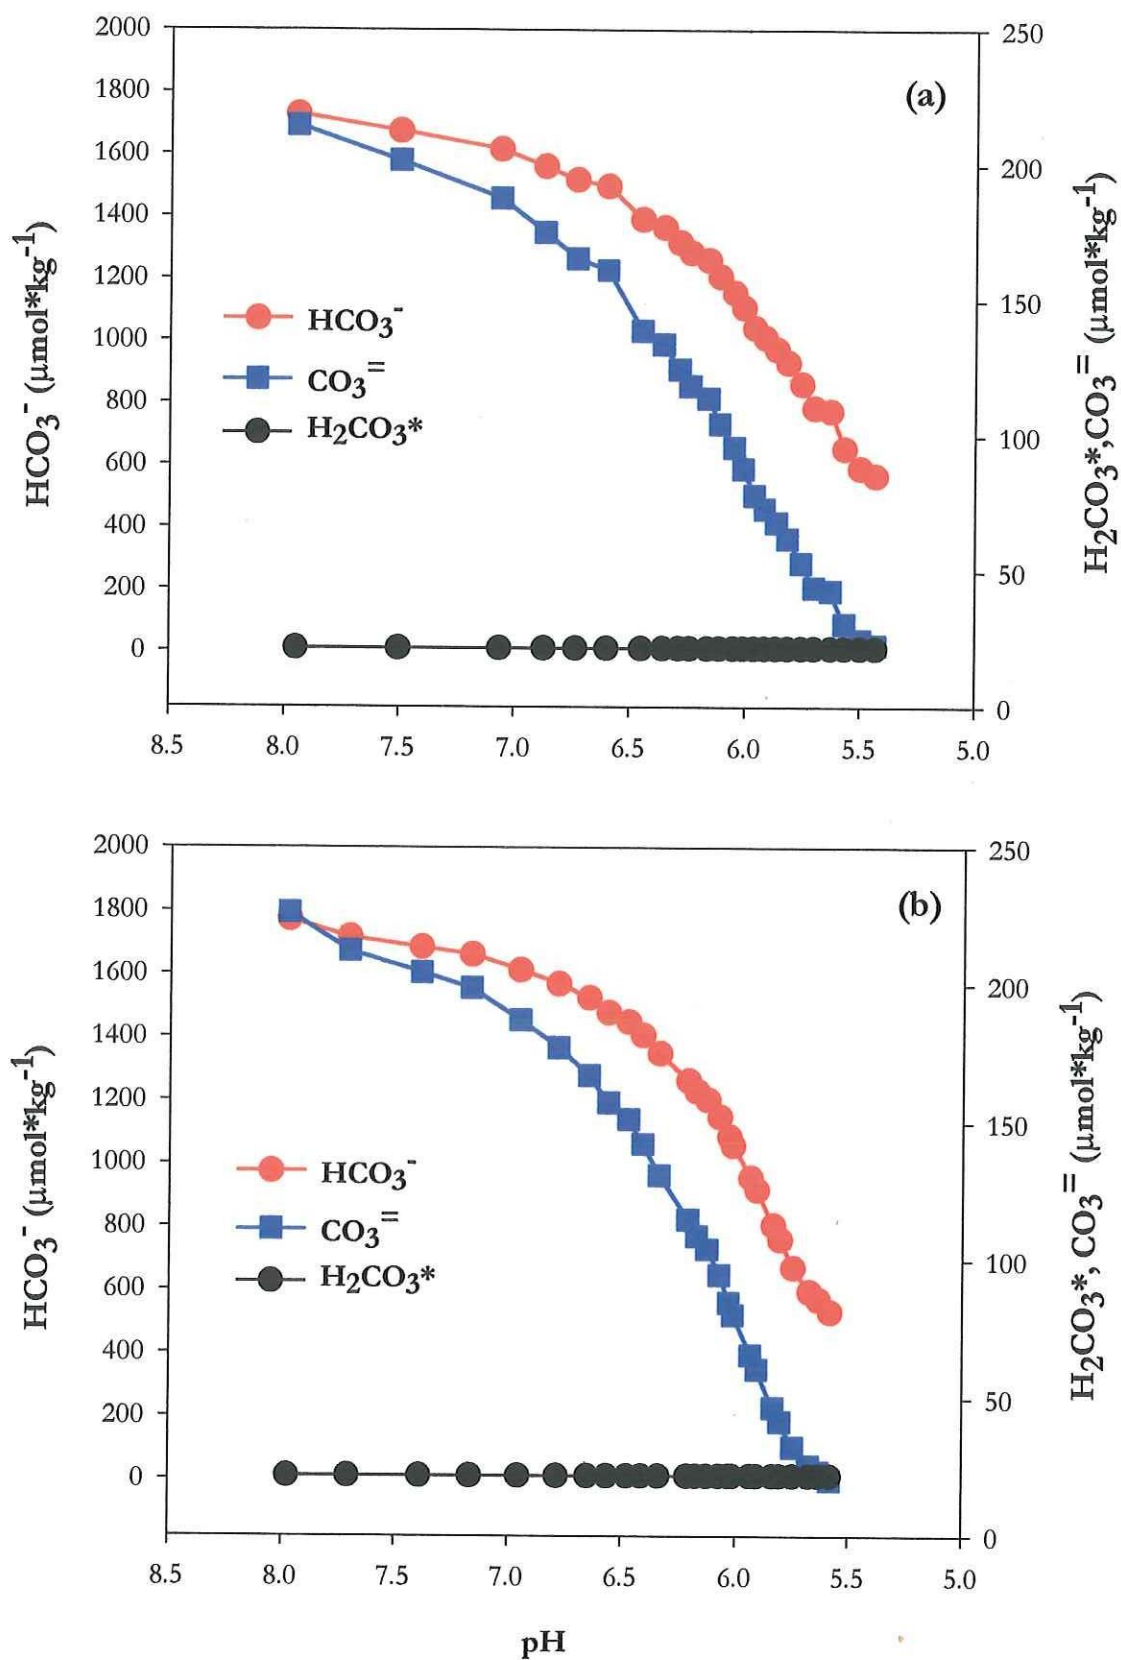 (a)
2000
1800
1600
1400
1200
1000
800
600
400
200
0
HCO₃⁻ (µmol*kg⁻¹)
250
200
150
100
50
0
H₂CO₃*,CO₃⁼ (µmol*kg⁻¹)
HCO₃⁻
CO₃⁼
H₂CO₃*
8.5 8.0 7.5 7.0 6.5 6.0 5.5 5.0
(b)
2000
1800
1600
1400
1200
1000
800
600
400
200
0
HCO₃⁻ (µmol*kg⁻¹)
250
200
150
100
50
0
H₂CO₃*, CO₃⁼ (µmol*kg⁻¹)
HCO₃⁻
CO₃⁼
H₂CO₃*
8.5 8.0 7.5 7.0 6.5 6.0 5.5 5.0
pH